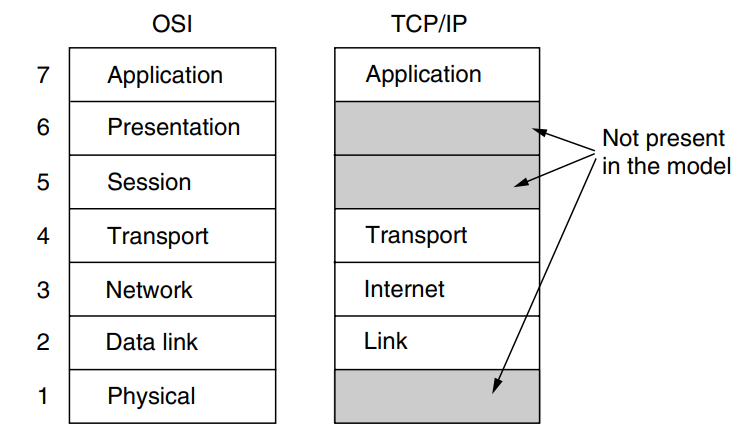 OSI TCP/IP
7 Application Application
6 Presentation
5 Session
Not present
in the model
4 Transport Transport
3 Network Internet
2 Data link Link
1 Physical